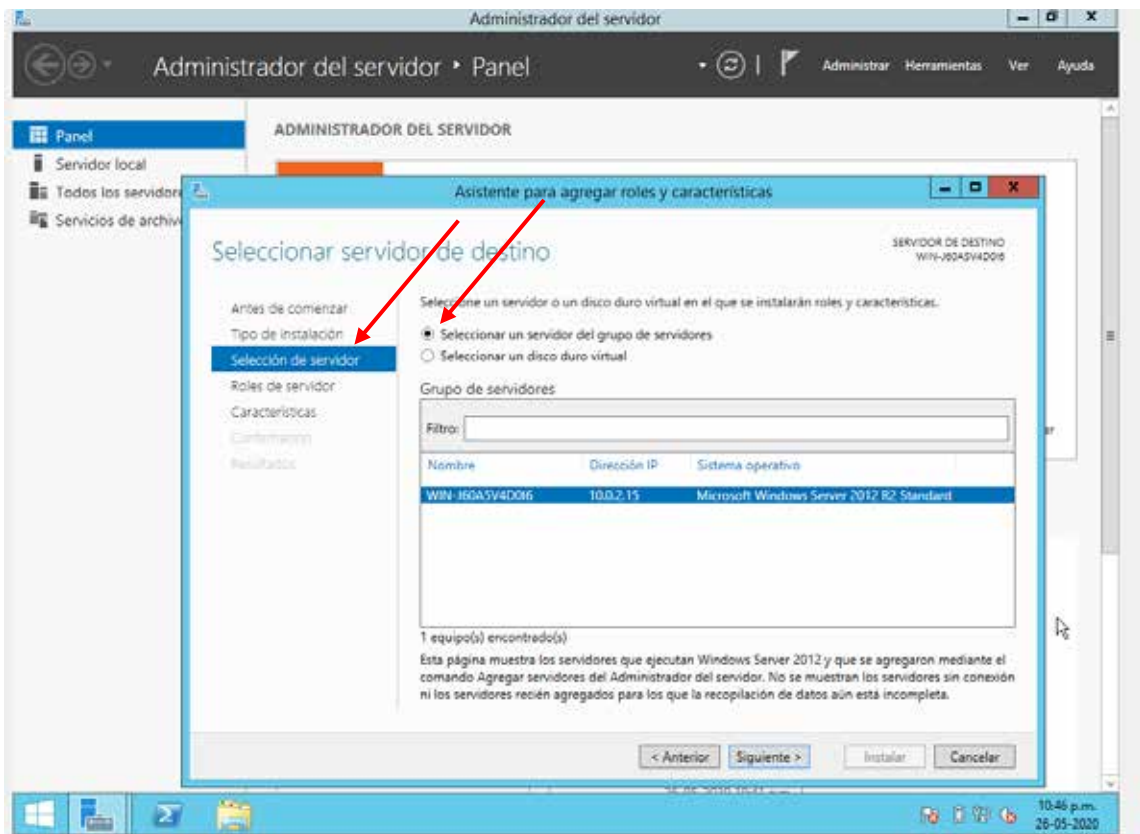 Administrador del servidor
Administrador del servidor • Panel
Administrar Herramientas Ver Ayuda
Panel
Servidor local
Todos los servidore
Servicios de archiv
ADMINISTRADOR DEL SERVIDOR
Asistente para agregar roles y características
Seleccionar servidor de destino
SERVIDOR DE DESTINO
WIN-J60A5V4D0I6
Antes de comenzar
Tipo de instalación
Selección de servidor
Roles de servidor
Características
Confirmación
Resultados
Seleccione un servidor o un disco duro virtual en el que se instalarán roles y características.
Seleccionar un servidor del grupo de servidores
Seleccionar un disco duro virtual
Grupo de servidores
Filtro:
Nombre Dirección IP Sistema operativo
WIN-J60A5V4D0I6 10.0.2.15 Microsoft Windows Server 2012 R2 Standard
1 equipo(s) encontrado(s)
Esta página muestra los servidores que ejecutan Windows Server 2012 y que se agregaron mediante el
comando Agregar servidores del Administrador del servidor. No se muestran los servidores sin conexión
ni los servidores recién agregados para los que la recopilación de datos aún está incompleta.
< Anterior Siguiente > Instalar Cancelar
10:46 p.m.
26-05-2020